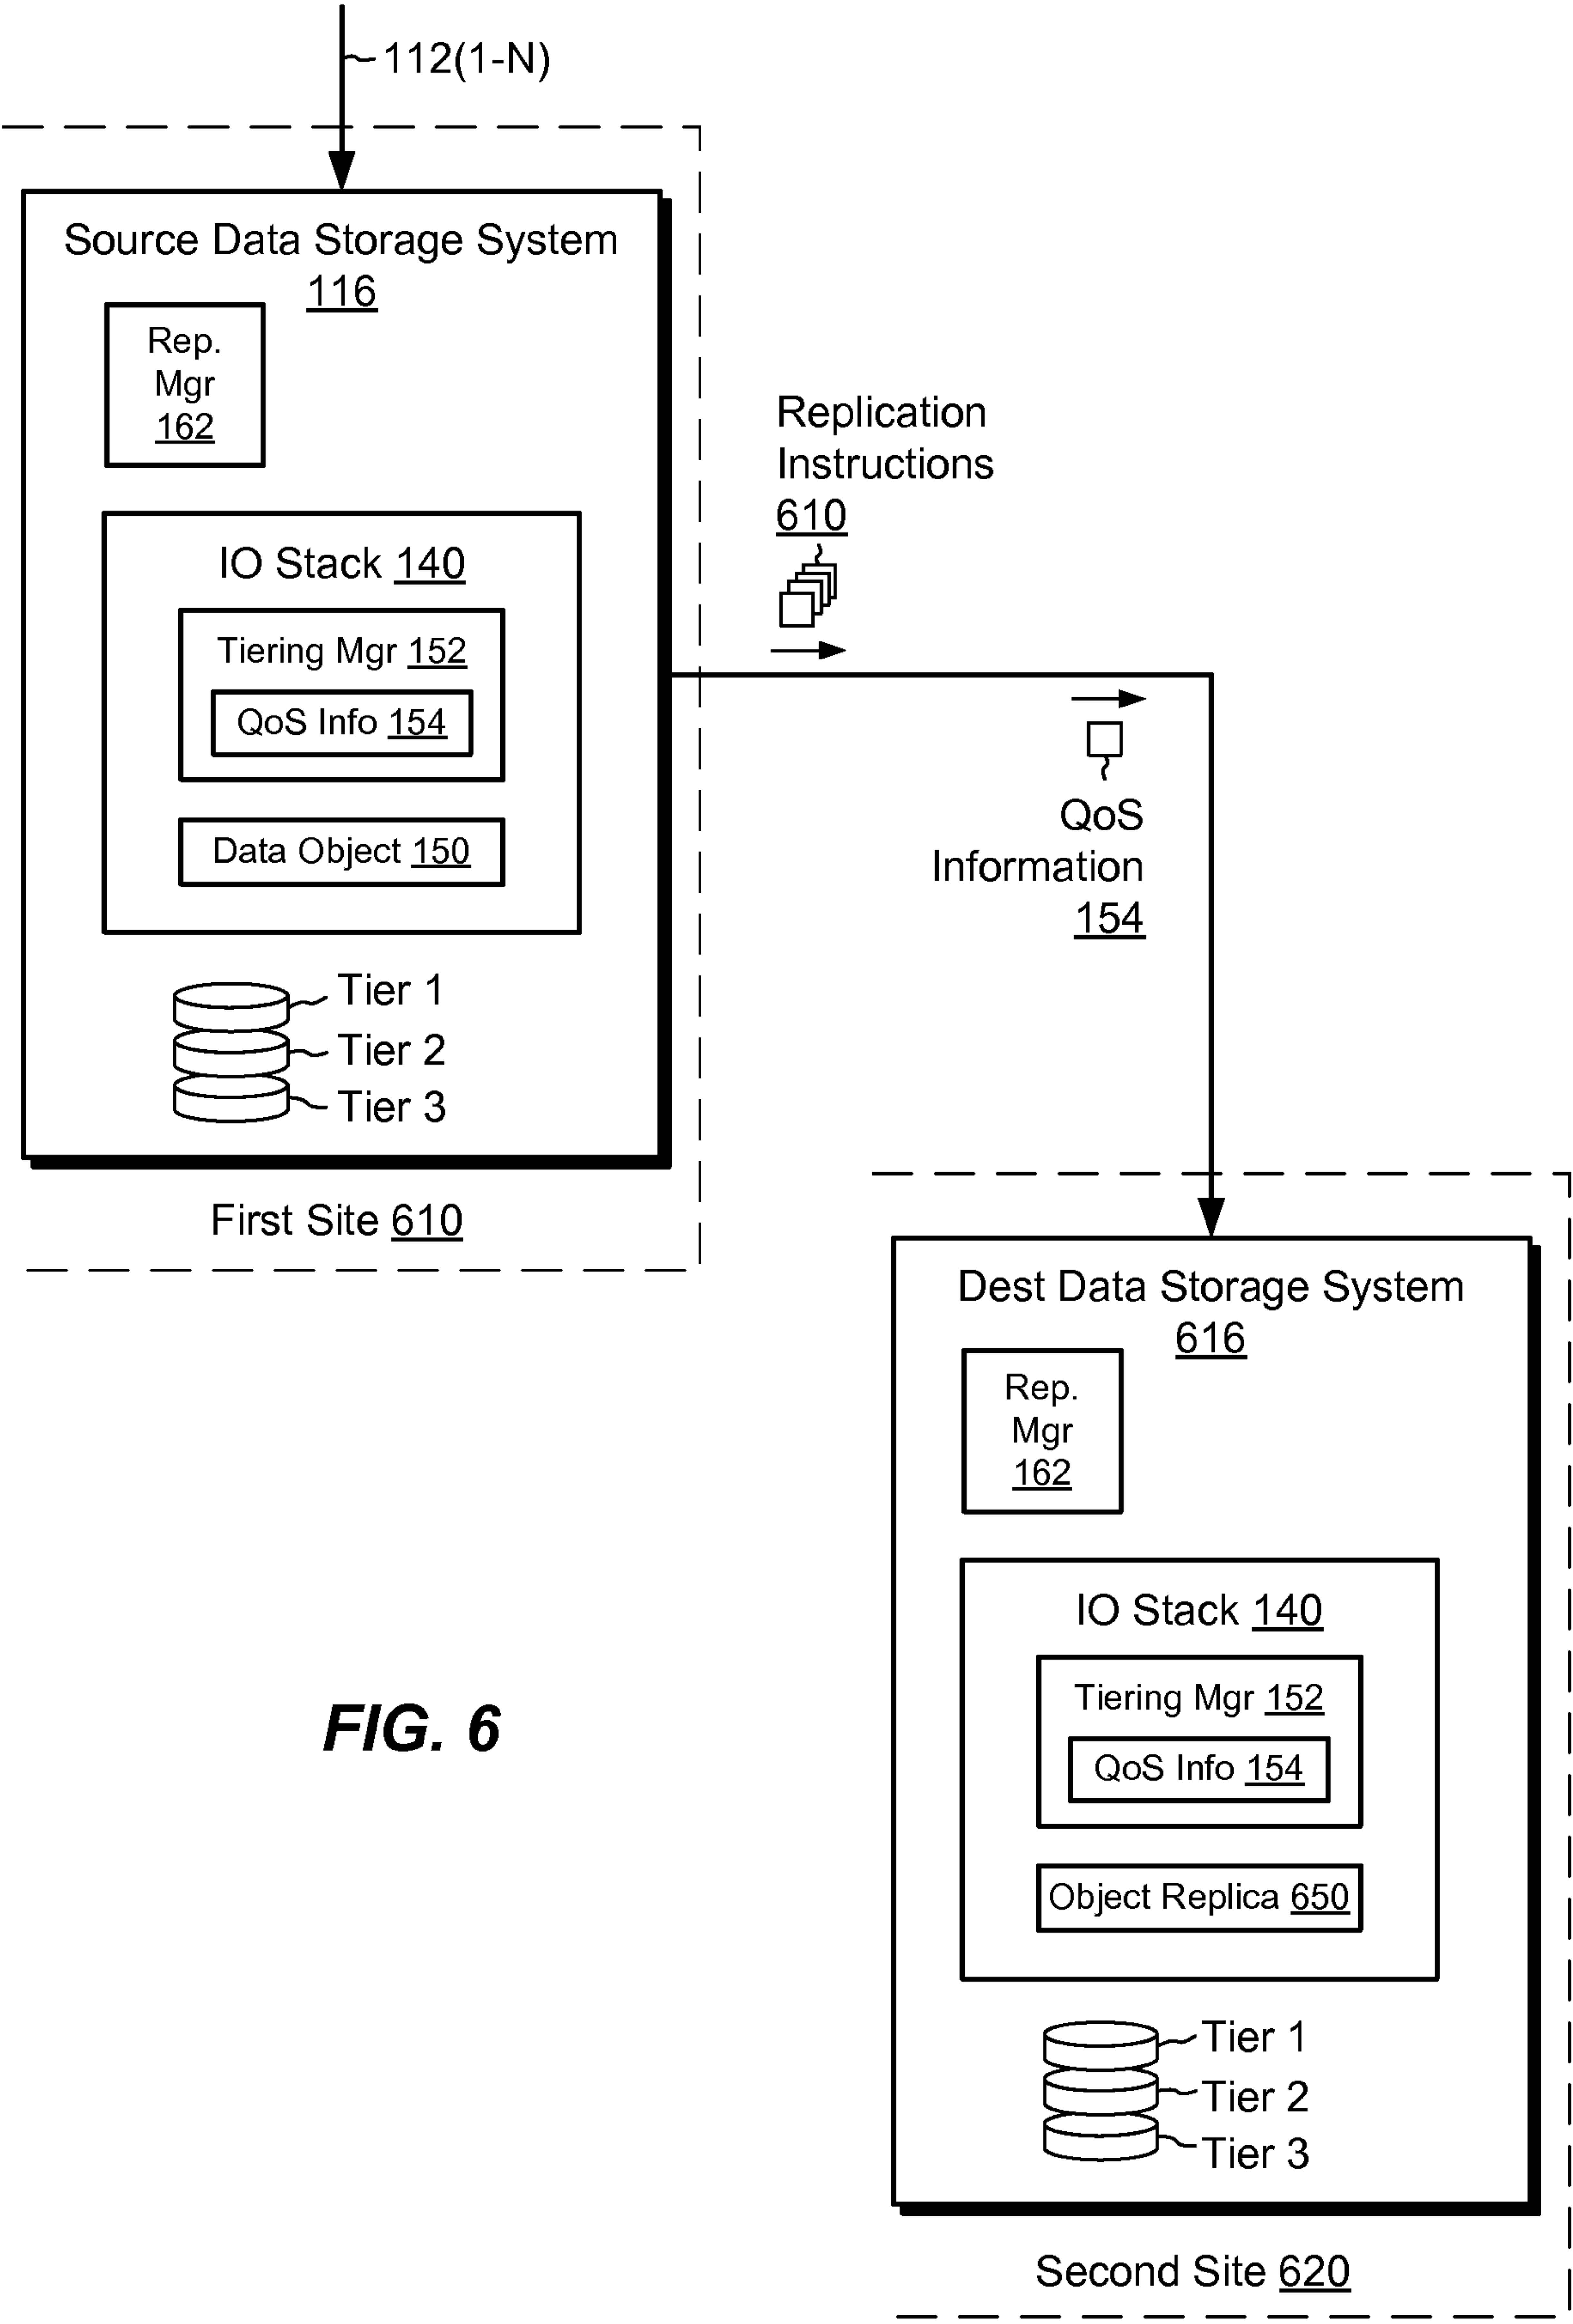 112(1-N)
Source Data Storage System
116
Rep.
Mgr
162
IO Stack 140
Tiering Mgr 152
QoS Info 154
Data Object 150
Tier 1
Tier 2
Tier 3
First Site 610
Replication
Instructions
610
QoS
Information
154
Dest Data Storage System
616
Rep.
Mgr
162
IO Stack 140
Tiering Mgr 152
QoS Info 154
Object Replica 650
Tier 1
Tier 2
Tier 3
Second Site 620
FIG. 6